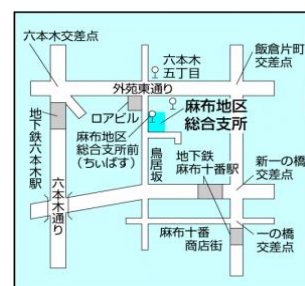 六本木交差点
六本木
五丁目
飯倉片町
交差点
外苑東通り
ロアビル
麻布地区
総合支所
麻布地区
総合支所前
(ちぃばす)
地下鉄六本木駅
鳥居坂
地下鉄
麻布十番駅
新一の橋
交差点
六本木通り
麻布十番
商店街
一の橋
交差点